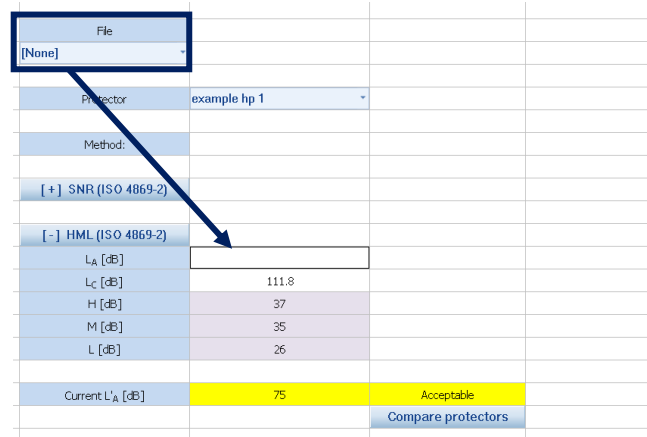 File
[None]
Protector
example hp 1
Method:
[+] SNR (ISO 4869-2)
[-] HML (ISO 4869-2)
LA [dB]
LC [dB] 111.8
H [dB] 37
M [dB] 35
L [dB] 26
Current L'A [dB] 75 Acceptable
Compare protectors